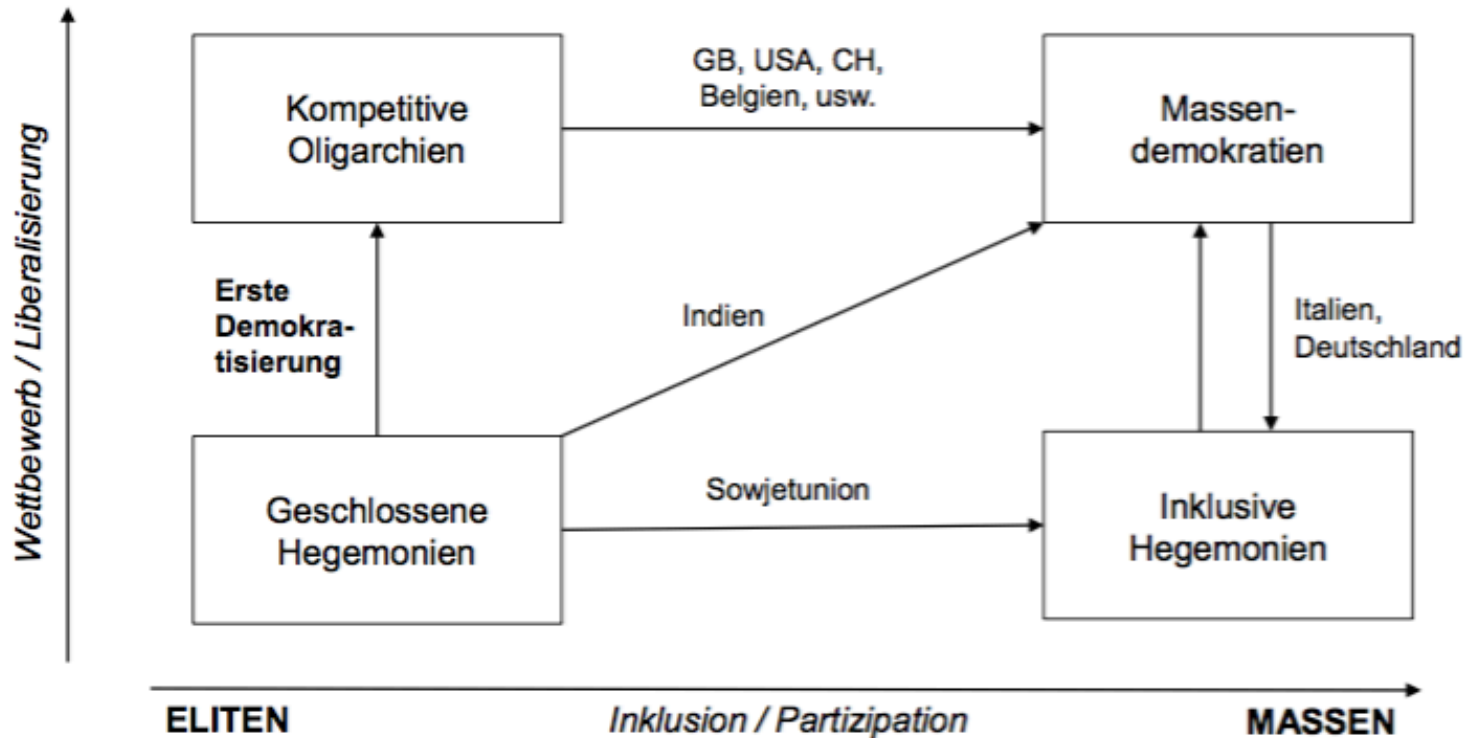 Wettbewerb / Liberalisierung
Kompetitive
Oligarchien
GB, USA, CH,
Belgien, usw.
Massen-
demokratien
Erste
Demokra-
tisierung
Indien
Italien,
Deutschland
Geschlossene
Hegemonien
Sowjetunion
Inklusive
Hegemonien
ELITEN
Inklusion / Partizipation
MASSEN